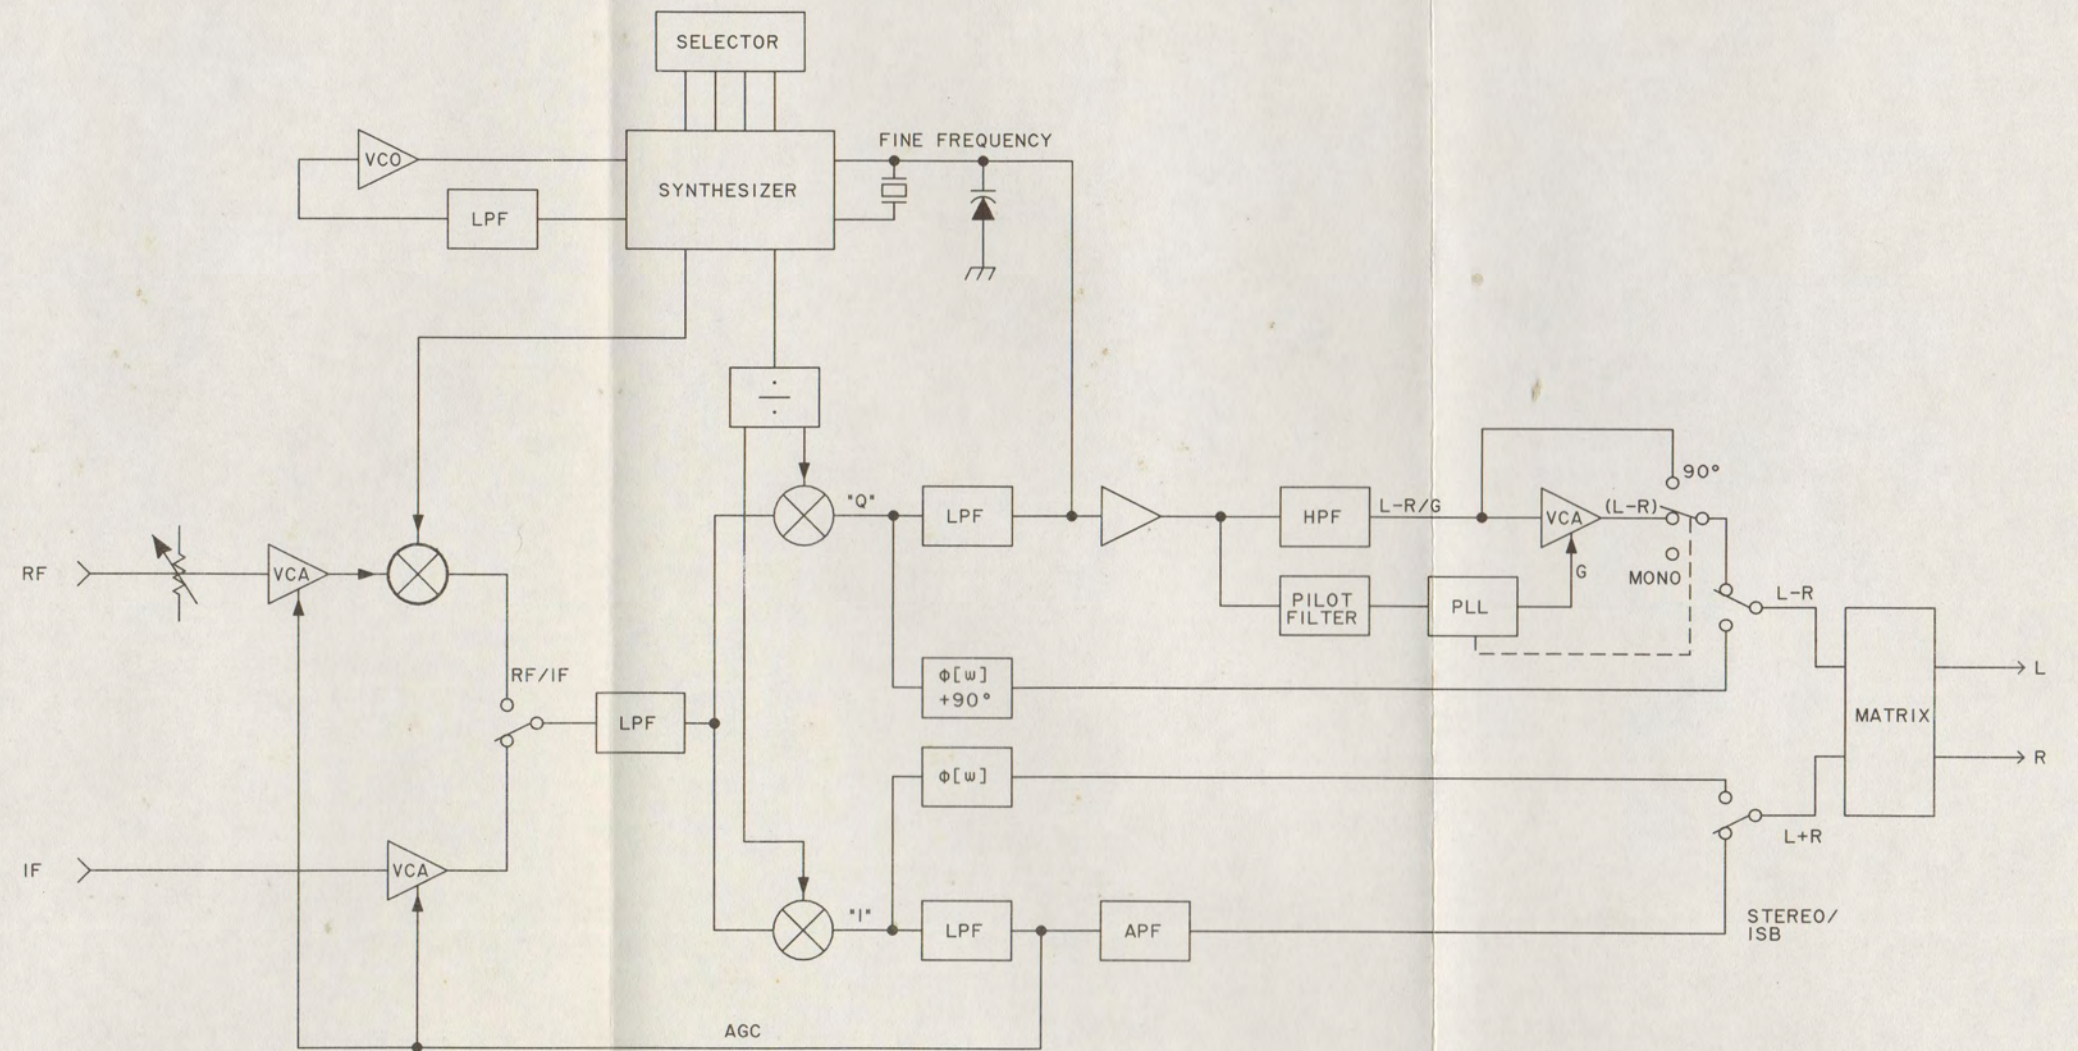 SELECTOR
FINE FREQUENCY
VCO
SYNTHESIZER
LPF
÷
90°
"Q"
LPF
HPF
L-R/G
VCA
(L-R)
RF
VCA
G
MONO
PILOT
FILTER
PLL
L-R
RF/IF
Φ[w]
+90°
L
LPF
MATRIX
Φ[w]
R
L+R
IF
VCA
"I"
LPF
APF
STEREO/
ISB
AGC